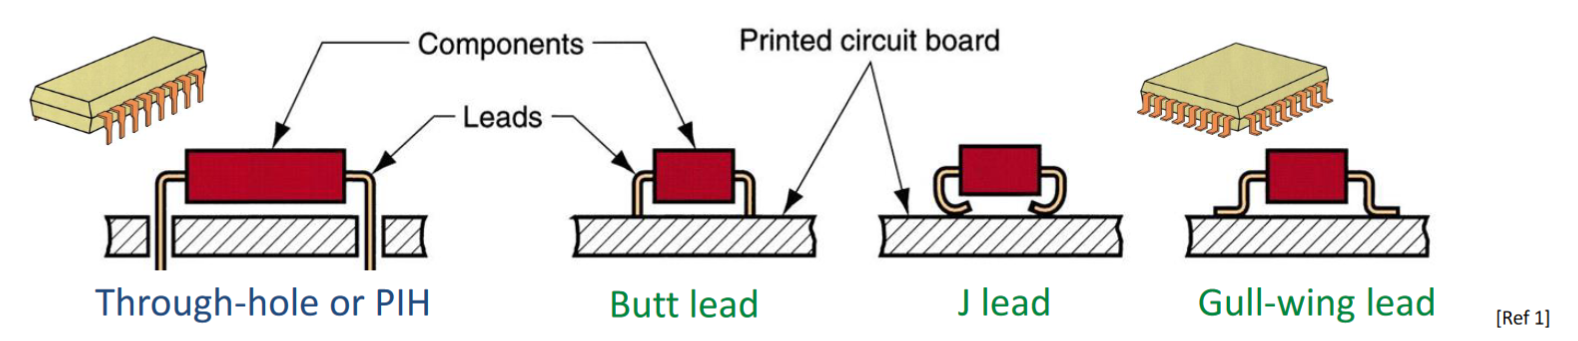 Components
Printed circuit board
Leads
Through-hole or PIH
Butt lead
J lead
Gull-wing lead
[Ref 1]